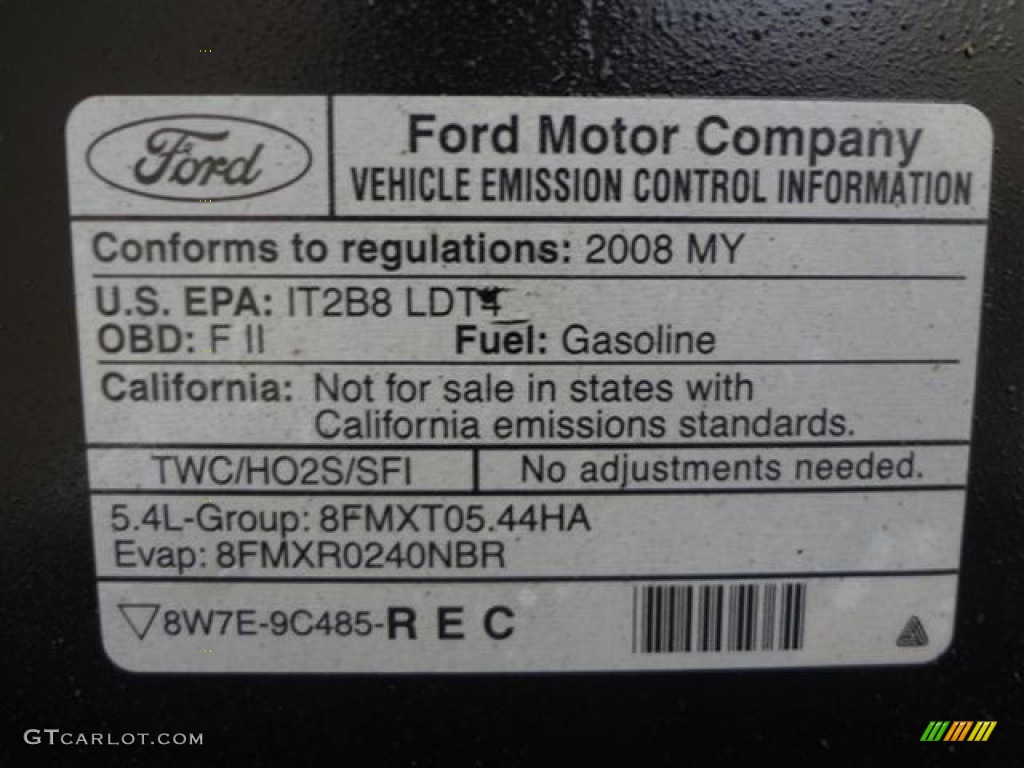 Ford
Ford Motor Company
VEHICLE EMISSION CONTROL INFORMATION
Conforms to regulations: 2008 MY
U.S. EPA: IT2B8 LDT4
OBD: F II Fuel: Gasoline
California: Not for sale in states with
California emissions standards.
TWC/HO2S/SFI No adjustments needed.
5.4L-Group: 8FMXT05.44HA
Evap: 8FMXR0240NBR
8W7E-9C485-R E C
GTCARLOT.COM